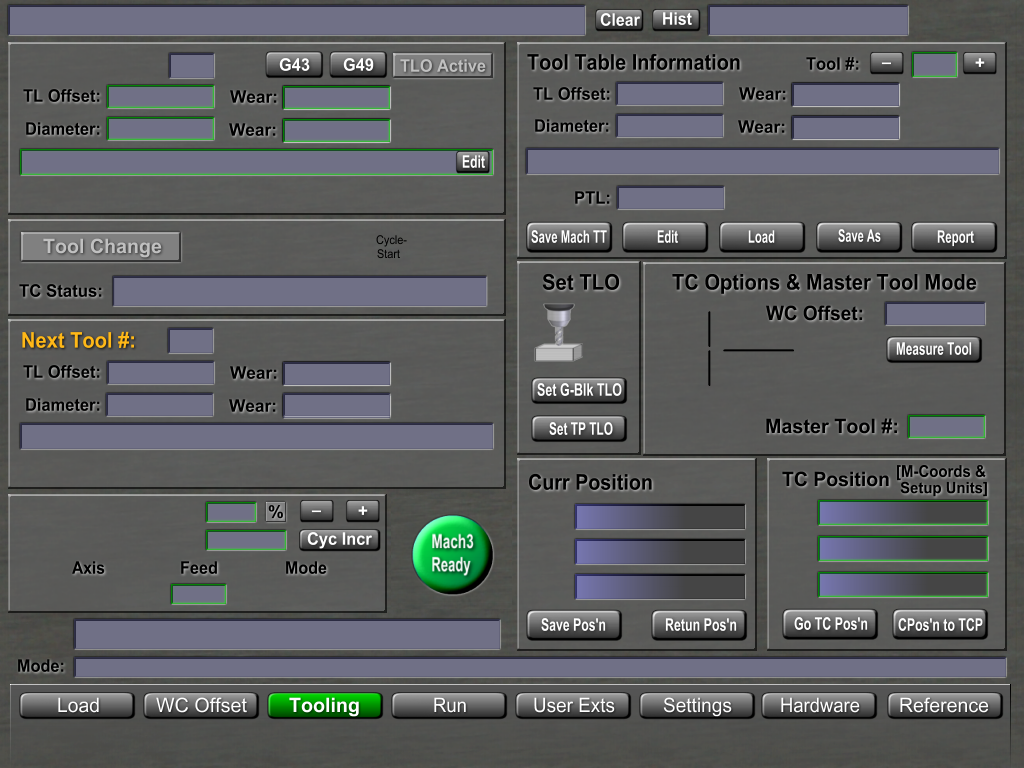 Clear Hist
G43 G49 TLO Active
TL Offset: Wear:
Diameter: Wear:
Edit
Tool Table Information Tool #: – +
TL Offset: Wear:
Diameter: Wear:
PTL:
Save Mach TT Edit Load Save As Report
Tool Change
Cycle-
Start
TC Status:
Next Tool #:
TL Offset: Wear:
Diameter: Wear:
Set TLO
Set G-Blk TLO
Set TP TLO
TC Options & Master Tool Mode
WC Offset:
Measure Tool
Master Tool #:
% – +
Cyc Incr
Axis Feed Mode
Mach3
Ready
Curr Position
Save Pos'n Retun Pos'n
TC Position [M-Coords &
Setup Units]
Go TC Pos'n CPos'n to TCP
Mode:
Load WC Offset Tooling Run User Exts Settings Hardware Reference